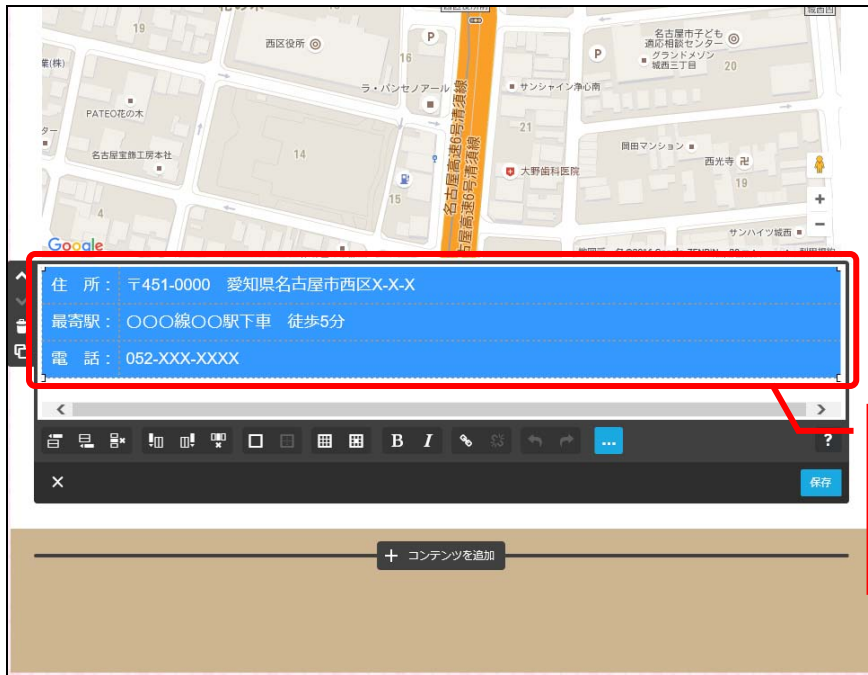 19
西区役所
P
16
ラ・パンセノアール
PATEO花の木
名古屋宝飾工房本社
14
15
4
名古屋高速6号清須線
名古屋市子ども
適応相談センター
グランドメゾン
城西三丁目
20
P
サンシャイン浄心南
21
岡田マンション
西光寺
大野歯科医院
19
+
−
サンハイツ城西
Google
住　所： 〒451-0000　愛知県名古屋市西区X-X-X
最寄駅： 〇〇〇線〇〇駅下車　徒歩5分
電　話： 052-XXX-XXXX
B I ... ?
× 保存
＋ コンテンツを追加